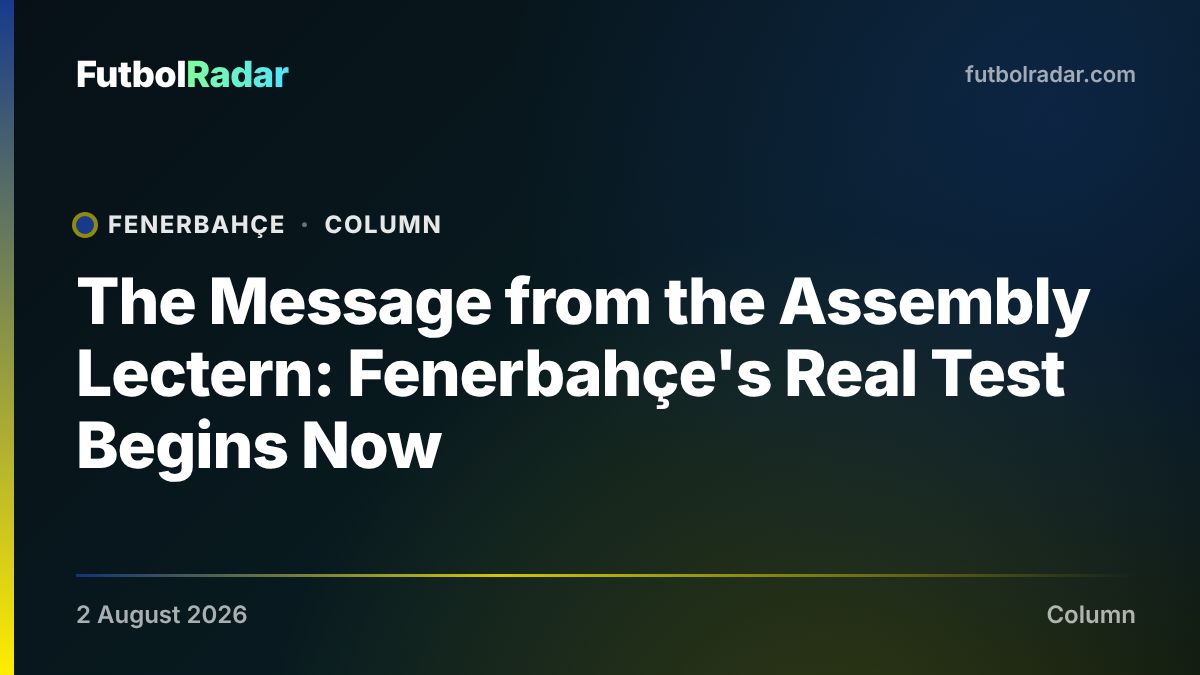 FutbolRadar
futbolradar.com
FENERBAHÇE · COLUMN
The Message from the Assembly
Lectern: Fenerbahçe's Real Test
Begins Now
2 August 2026
Column